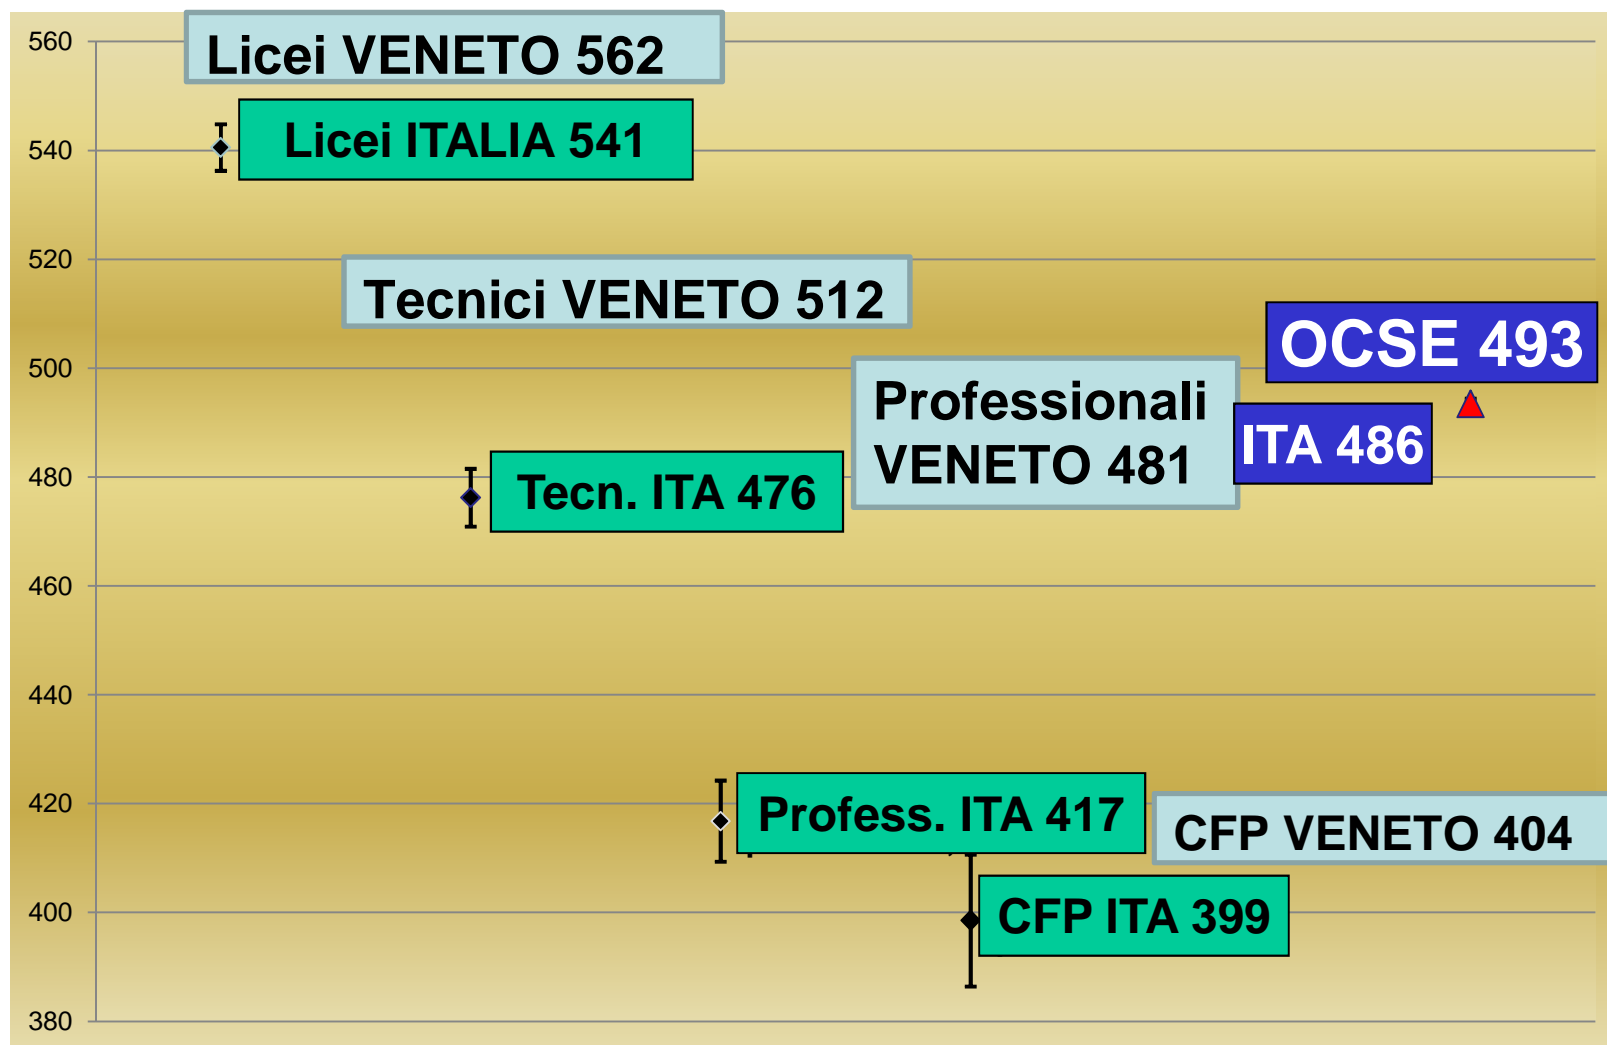 560
540
520
500
480
460
440
420
400
380
Licei VENETO 562
Licei ITALIA 541
Tecnici VENETO 512
OCSE 493
Professionali
VENETO 481
ITA 486
Tecn. ITA 476
Profess. ITA 417
CFP VENETO 404
CFP ITA 399